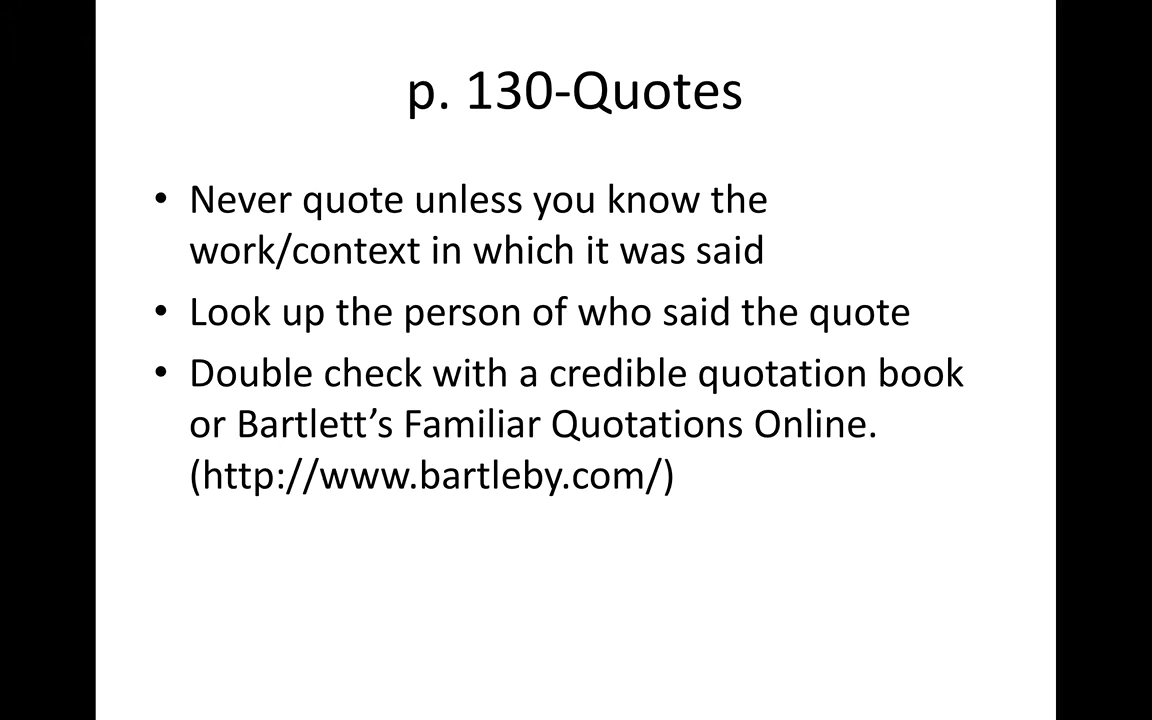 p. 130-Quotes
• Never quote unless you know the
work/context in which it was said
• Look up the person of who said the quote
• Double check with a credible quotation book
or Bartlett’s Familiar Quotations Online.
(http://www.bartleby.com/)